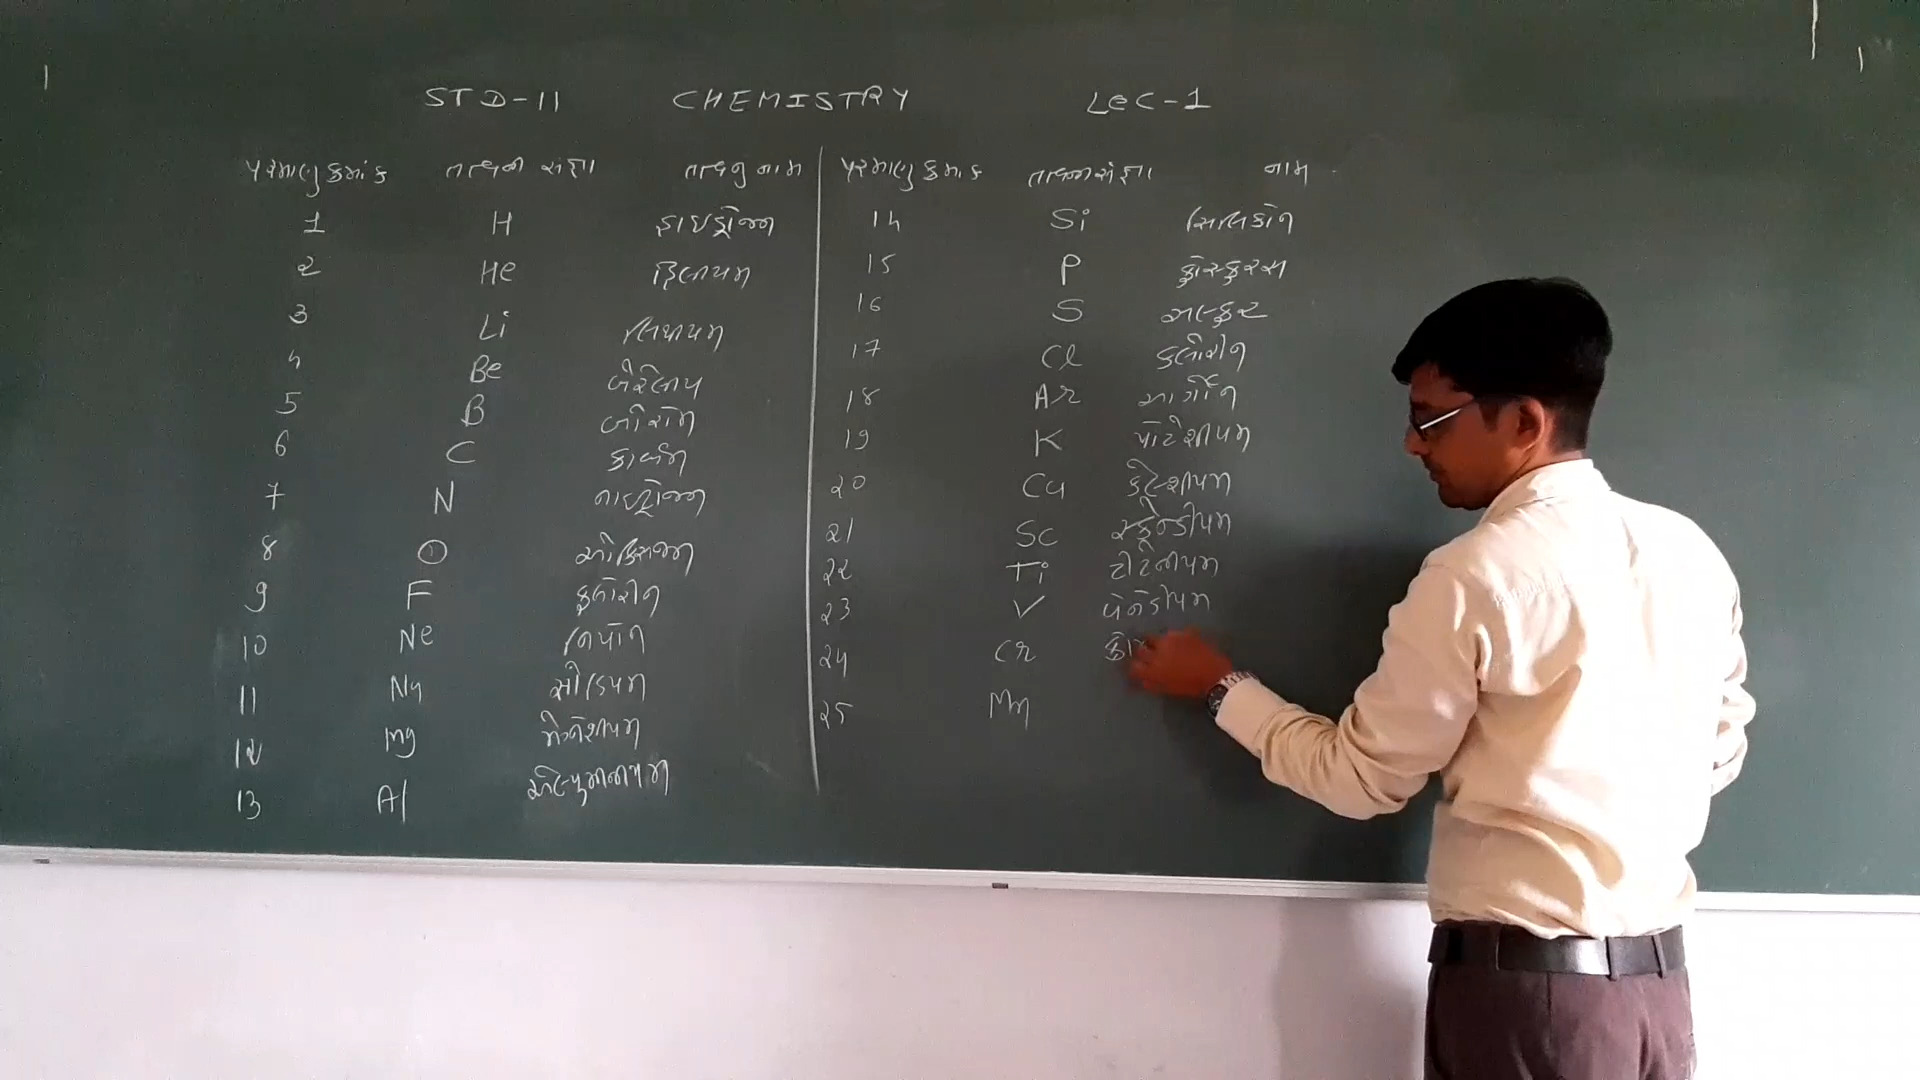 STD-11 CHEMISTRY Lec-1
પરમાણુ ક્રમાંક તત્વની સંજ્ઞા તત્વનુ નામ
1 H હાઇડ્રોજન
2 He હિલીયમ
3 Li લિથીયમ
4 Be બેરેલીય
5 B બોરોન
6 C કાર્બન
7 N નાઇટ્રોજન
8 O ઓક્સિજન
9 F ફ્લોરીન
10 Ne નિયોન
11 Na સોડિયમ
12 Mg મેગ્નેશીયમ
13 Al એલ્યુમીનીયમ
પરમાણુ ક્રમાંક તત્વની સંજ્ઞા નામ
14 Si સિલિકોન
15 P ફોસ્ફરસ
16 S સલ્ફર
17 Cl ક્લોરીન
18 Ar આર્ગોન
19 K પોટેશીયમ
20 Ca કેલ્શીયમ
21 Sc સ્કેન્ડીયમ
22 Ti ટીટેનીયમ
23 V વેનેડીયમ
24 Cr
25 Mn